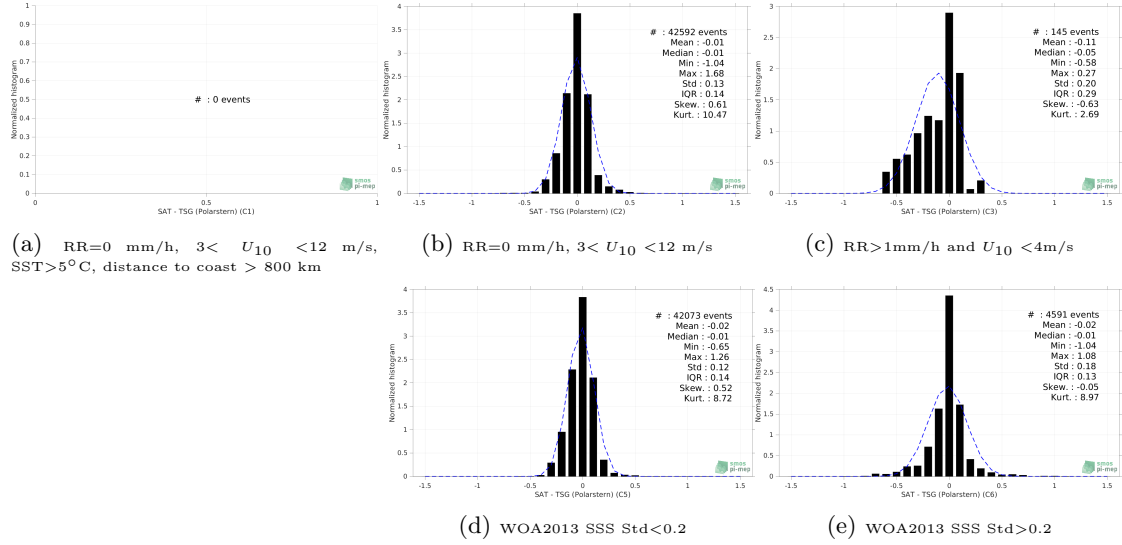 1
0.9
0.8
0.7
0.6
0.5
0.4
0.3
0.2
0.1
0
Normalized histogram
# : 0 events
smos
pi-mep
0 0.5 1
SAT - TSG (Polarstern) (C1)
(a) RR=0 mm/h, 3< U10 <12 m/s,
SST>5°C, distance to coast > 800 km
4
3.5
3
2.5
2
1.5
1
0.5
0
Normalized histogram
# : 42592 events
Mean : -0.01
Median : -0.01
Min : -1.04
Max : 1.68
Std : 0.13
IQR : 0.14
Skew. : 0.61
Kurt. : 10.47
smos
pi-mep
-1.5 -1 -0.5 0 0.5 1 1.5
SAT - TSG (Polarstern) (C2)
(b) RR=0 mm/h, 3< U10 <12 m/s
3
2.5
2
1.5
1
0.5
0
Normalized histogram
# : 145 events
Mean : -0.11
Median : -0.05
Min : -0.58
Max : 0.27
Std : 0.20
IQR : 0.29
Skew. : -0.63
Kurt. : 2.69
smos
pi-mep
-1.5 -1 -0.5 0 0.5 1 1.5
SAT - TSG (Polarstern) (C3)
(c) RR>1mm/h and U10 <4m/s
4
3.5
3
2.5
2
1.5
1
0.5
0
Normalized histogram
# : 42073 events
Mean : -0.02
Median : -0.01
Min : -0.65
Max : 1.26
Std : 0.12
IQR : 0.14
Skew. : 0.52
Kurt. : 8.72
smos
pi-mep
-1.5 -1 -0.5 0 0.5 1 1.5
SAT - TSG (Polarstern) (C5)
(d) WOA2013 SSS Std<0.2
4.5
4
3.5
3
2.5
2
1.5
1
0.5
0
Normalized histogram
# : 4591 events
Mean : -0.02
Median : -0.01
Min : -1.04
Max : 1.08
Std : 0.18
IQR : 0.13
Skew. : -0.05
Kurt. : 8.97
smos
pi-mep
-1.5 -1 -0.5 0 0.5 1 1.5
SAT - TSG (Polarstern) (C6)
(e) WOA2013 SSS Std>0.2